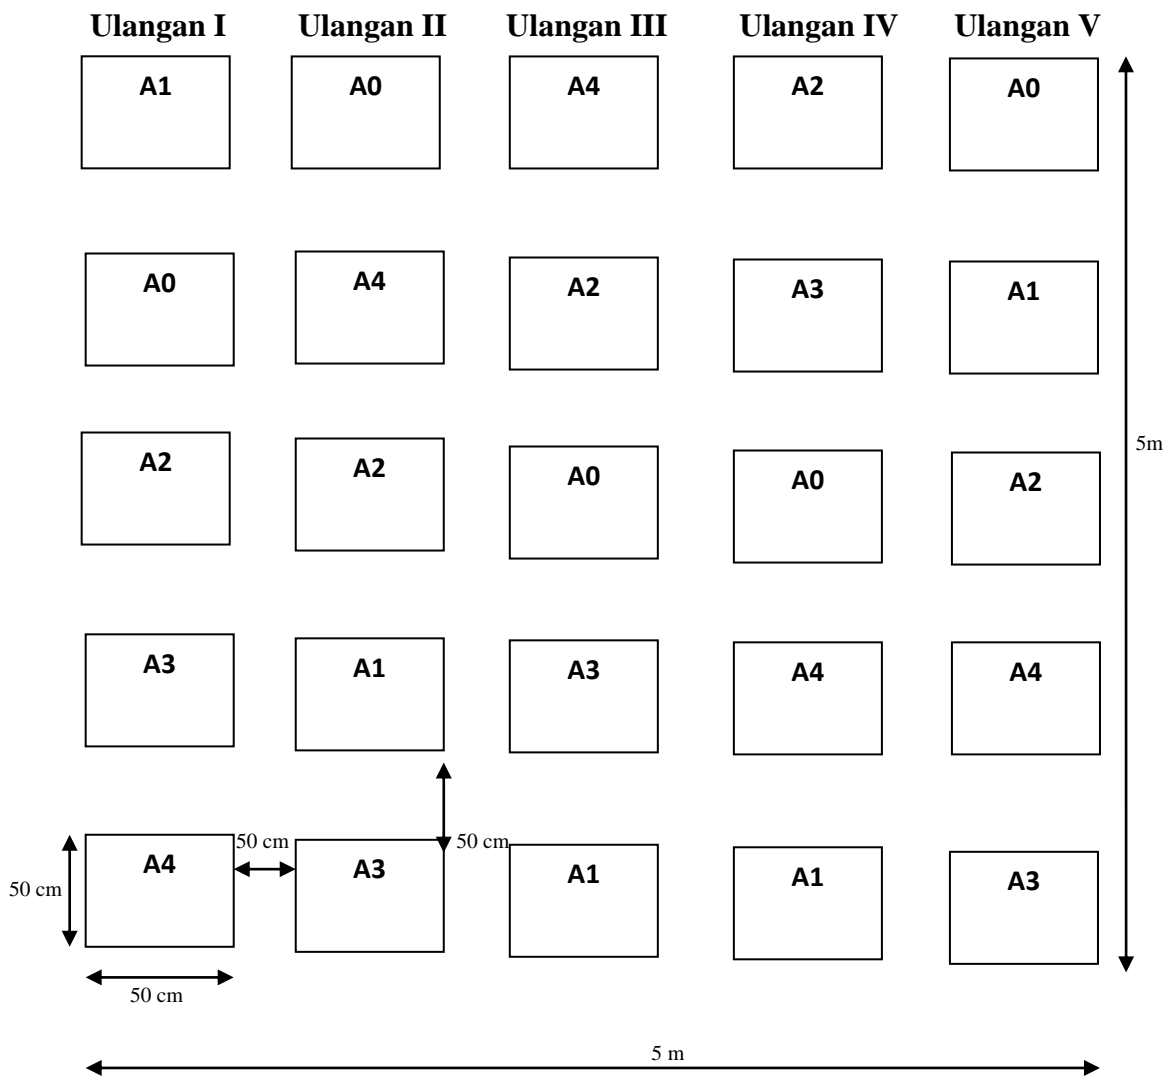 Ulangan I Ulangan II Ulangan III Ulangan IV Ulangan V
A1 A0 A4 A2 A0
A0 A4 A2 A3 A1
A2 A2 A0 A0 A2
5m
A3 A1 A3 A4 A4
50 cm 50 cm
A4 A3 A1 A1 A3
50 cm
50 cm
5 m